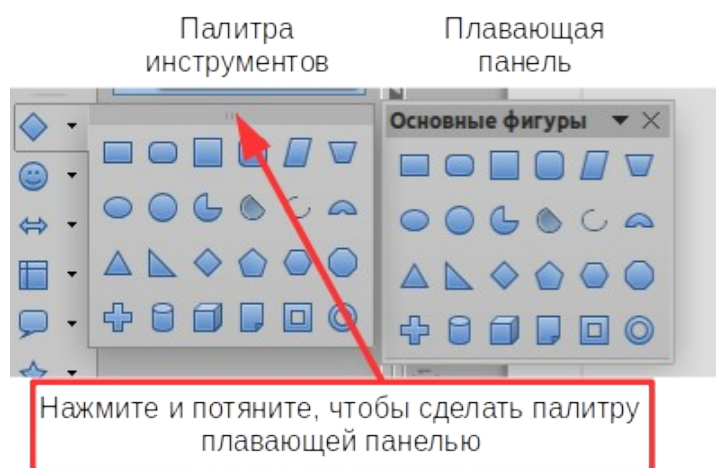 Палитра
инструментов
Плавающая
панель
Основные фигуры
Нажмите и потяните, чтобы сделать палитру
плавающей панелью